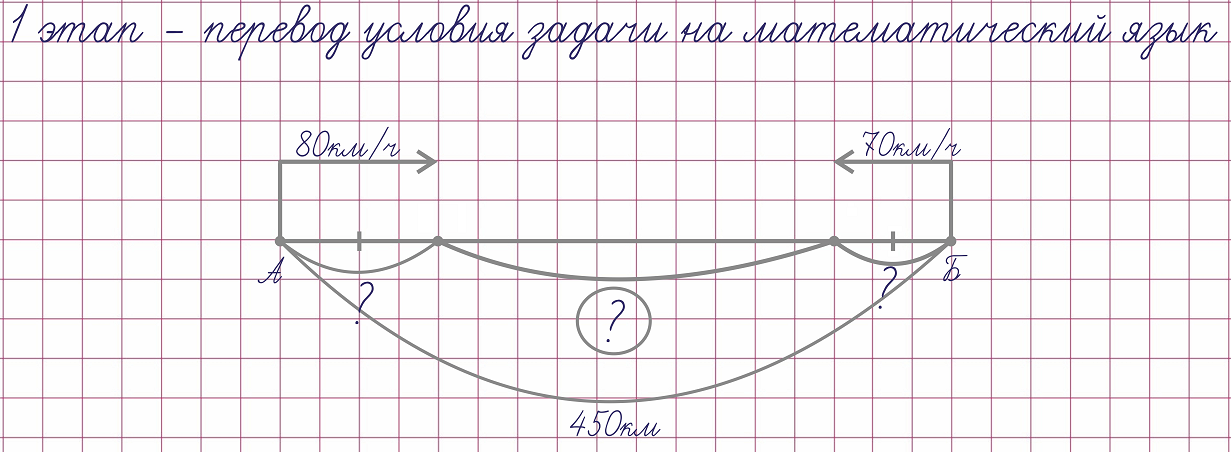 1 этап – перевод условия задачи на математический язык
80км/ч 70км/ч
А Б
? ? ?
450км